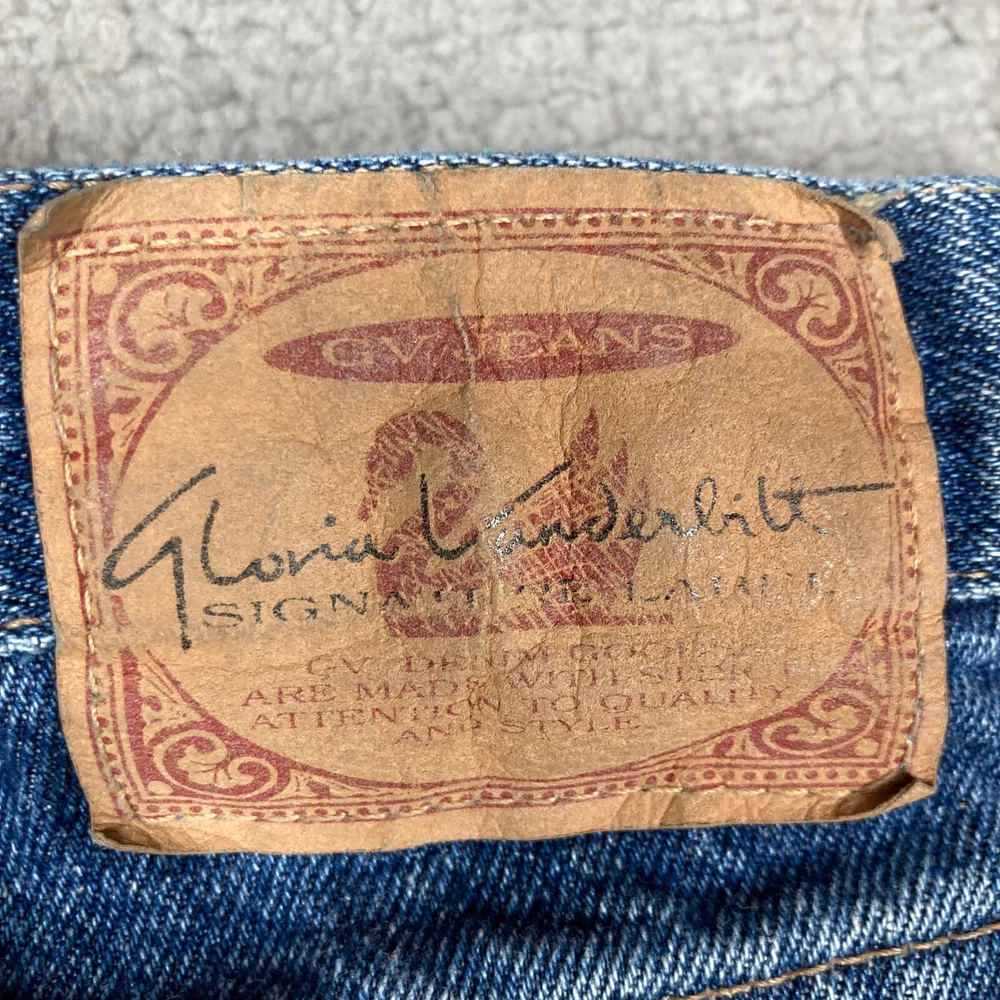 GV JEANS
Gloria Vanderbilt
SIGNATURE LABEL
GV. DENIM GOODS
ARE MADE WITH STRICT
ATTENTION TO QUALITY
AND STYLE